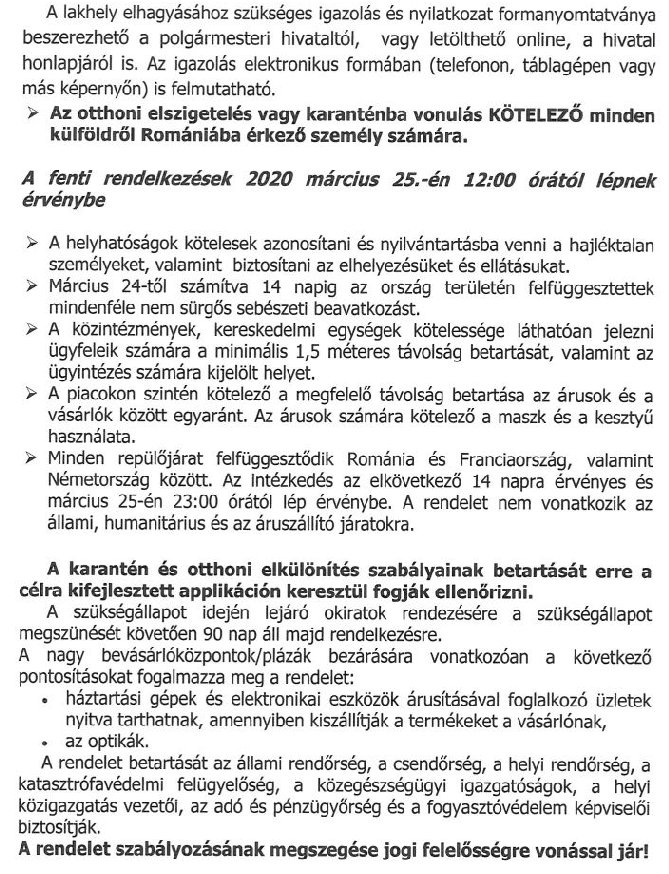 A lakhely elhagyásához szükséges igazolás és nyilatkozat formanyomtatványa
beszerezhető a polgármesteri hivataltól, vagy letölthető online, a hivatal
honlapjáról is. Az igazolás elektronikus formában (telefonon, táblagépen vagy
más képernyőn) is felmutatható.
➢ Az otthoni elszigetelés vagy karanténba vonulás KÖTELEZŐ minden
külföldről Romániába érkező személy számára.
A fenti rendelkezések 2020 március 25.-én 12:00 órától lépnek
érvénybe
➢ A helyhatóságok kötelesek azonosítani és nyilvántartásba venni a hajléktalan
személyeket, valamint biztosítani az elhelyezésüket és ellátásukat.
➢ Március 24-től számítva 14 napig az ország területén felfüggesztettek
mindenféle nem sürgős sebészeti beavatkozást.
➢ A közintézmények, kereskedelmi egységek kötelessége láthatóan jelezni
ügyfeleik számára a minimális 1,5 méteres távolság betartását, valamint az
ügyintézés számára kijelölt helyet.
➢ A piacokon szintén kötelező a megfelelő távolság betartása az árusok és a
vásárlók között egyaránt. Az árusok számára kötelező a maszk és a kesztyű
használata.
➢ Minden repülőjárat felfüggesztődik Románia és Franciaország, valamint
Németország között. Az intézkedés az elkövetkező 14 napra érvényes és
március 25-én 23:00 órától lép érvénybe. A rendelet nem vonatkozik az
állami, humanitárius és az áruszállító járatokra.
A karantén és otthoni elkülönítés szabályainak betartását erre a
célra kifejlesztett applikáción keresztül fogják ellenőrizni.
A szükségállapot idején lejáró okiratok rendezésére a szükségállapot
megszünését követően 90 nap áll majd rendelkezésre.
A nagy bevásárlóközpontok/plázák bezárására vonatkozóan a következő
pontosításokat fogalmazza meg a rendelet:
• háztartási gépek és elektronikai eszközök árusításával foglalkozó üzletek
nyitva tarthatnak, amennyiben kiszállítják a termékeket a vásárlónak,
• az optikák.
A rendelet betartását az állami rendőrség, a csendőrség, a helyi rendőrség, a
katasztrófavédelmi felügyelőség, a közegészségügyi igazgatóságok, a helyi
közigazgatás vezetői, az adó és pénzügyőrség és a fogyasztóvédelem képviselői
biztosítják.
A rendelet szabályozásának megszegése jogi felelősségre vonással jár!